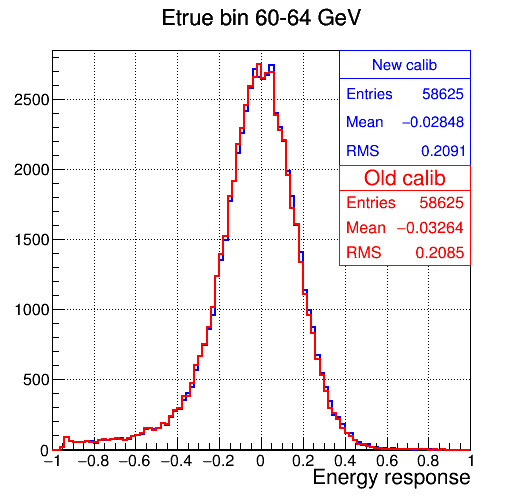 Etrue bin 60-64 GeV
New calib
Entries 58625
Mean −0.02848
RMS 0.2091
Old calib
Entries 58625
Mean −0.03264
RMS 0.2085
2500
2000
1500
1000
500
0
−1 −0.8 −0.6 −0.4 −0.2 0 0.2 0.4 0.6 0.8 1
Energy response